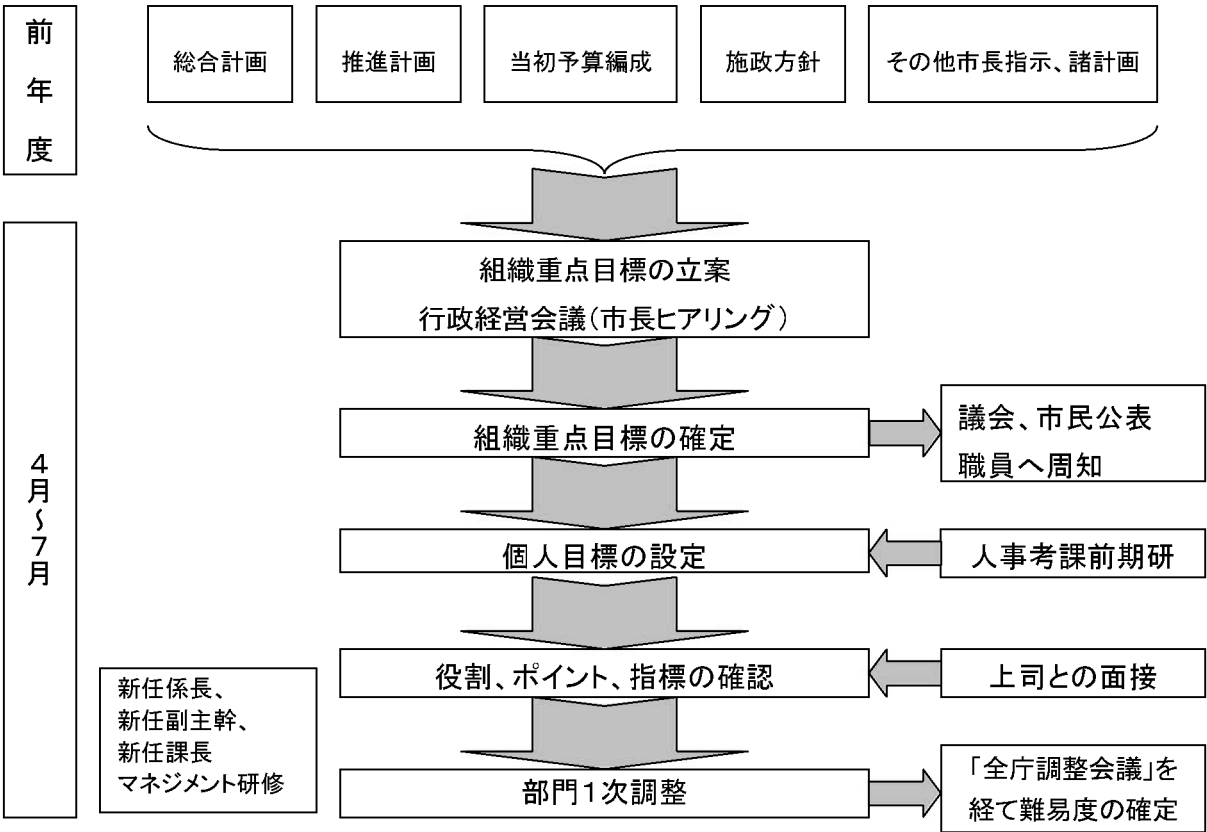 前年度
総合計画
推進計画
当初予算編成
施政方針
その他市長指示、諸計画
4月~7月
組織重点目標の立案
行政経営会議(市長ヒアリング)
組織重点目標の確定
議会、市民公表
職員へ周知
個人目標の設定
人事考課前期研
役割、ポイント、指標の確認
上司との面接
新任係長、
新任副主幹、
新任課長
マネジメント研修
部門1次調整
「全庁調整会議」を
経て難易度の確定